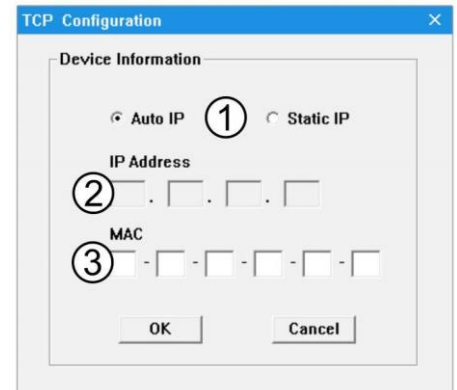 TCP Configuration ×
Device Information
Auto IP ① Static IP
IP Address
② . . .
MAC
③ - - - - -
OK Cancel